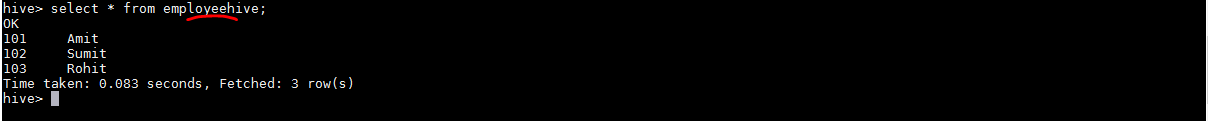 hive> select * from employeehive;
OK
101 Amit
102 Sumit
103 Rohit
Time taken: 0.083 seconds, Fetched: 3 row(s)
hive>